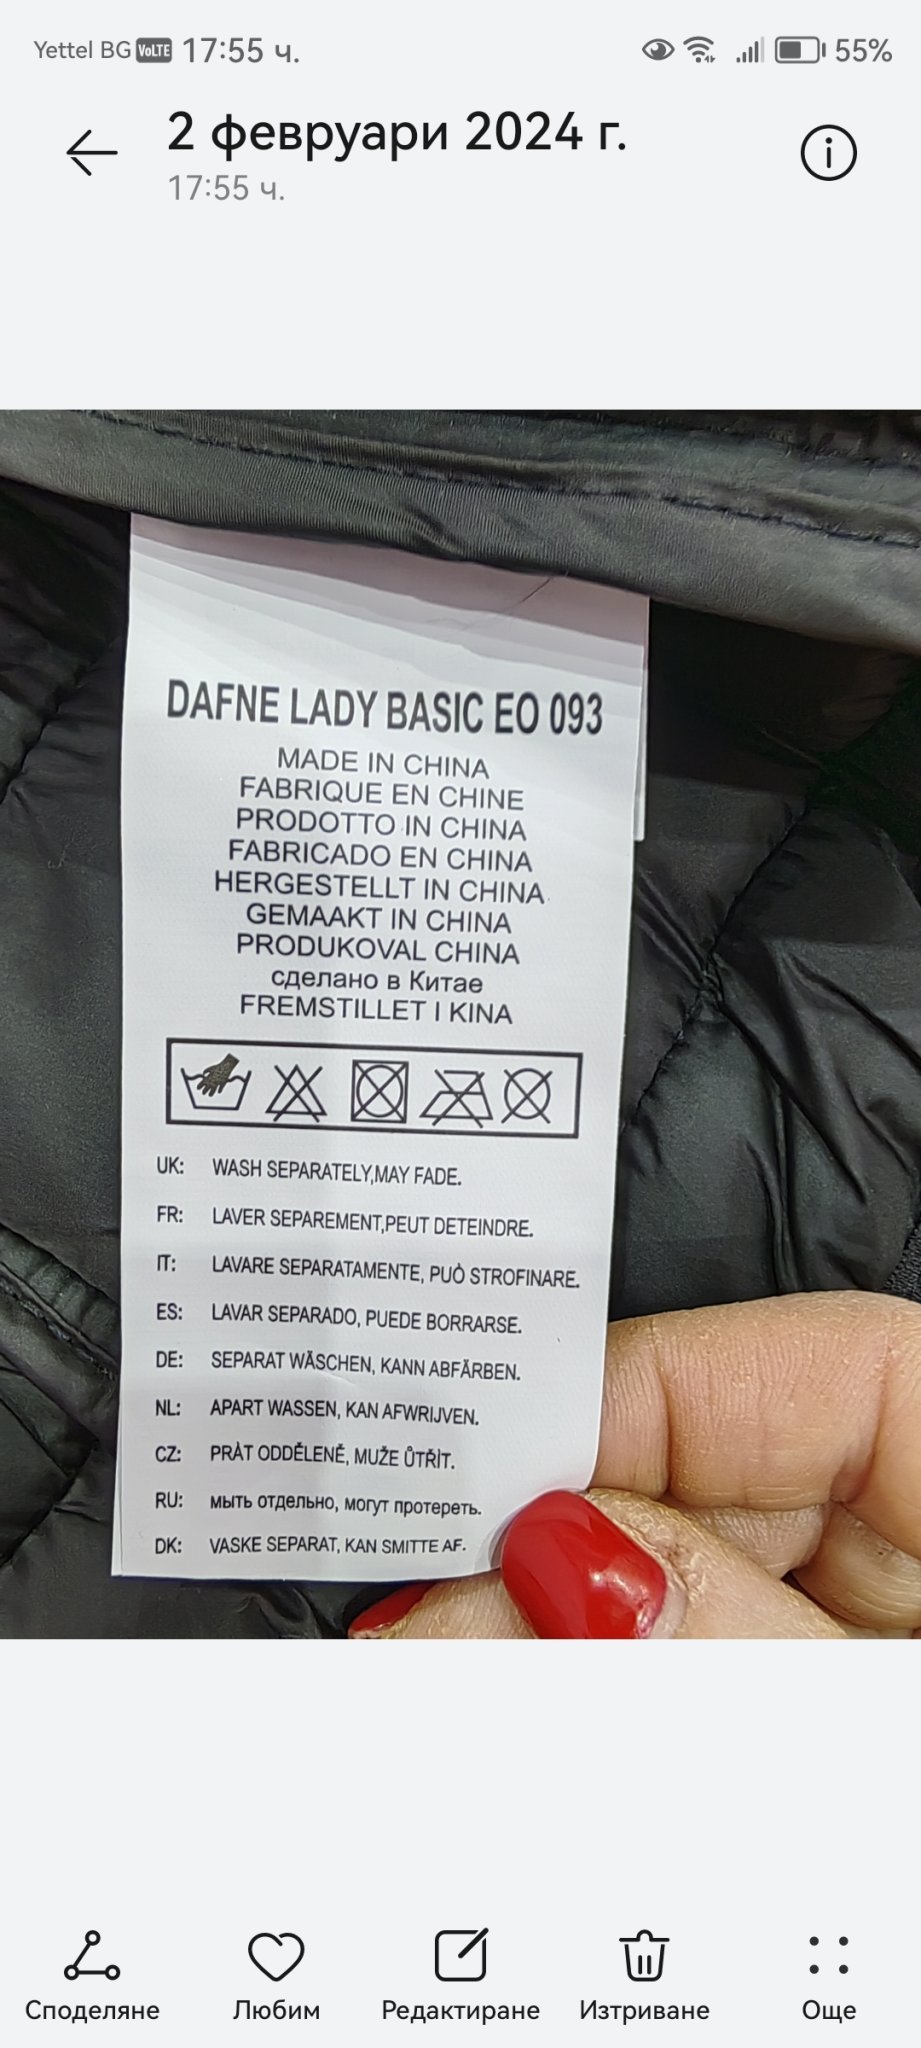 Yettel BG VoLTE 17:55 ч. 55%
2 февруари 2024 г.
17:55 ч.
DAFNE LADY BASIC EO 093
MADE IN CHINA
FABRIQUE EN CHINE
PRODOTTO IN CHINA
FABRICADO EN CHINA
HERGESTELLT IN CHINA
GEMAAKT IN CHINA
PRODUKOVAL CHINA
сделано в Китае
FREMSTILLET I KINA
UK: WASH SEPARATELY,MAY FADE.
FR: LAVER SEPAREMENT,PEUT DETEINDRE.
IT: LAVARE SEPARATAMENTE, PUÒ STROFINARE.
ES: LAVAR SEPARADO, PUEDE BORRARSE.
DE: SEPARAT WÄSCHEN, KANN ABFÄRBEN.
NL: APART WASSEN, KAN AFWRIJVEN.
CZ: PRÀT ODDĚLENĚ, MUŽE ŮTŘÌT.
RU: мыть отдельно, могут протереть.
DK: VASKE SEPARAT, KAN SMITTE AF.
Споделяне Любим Редактиране Изтриване Още